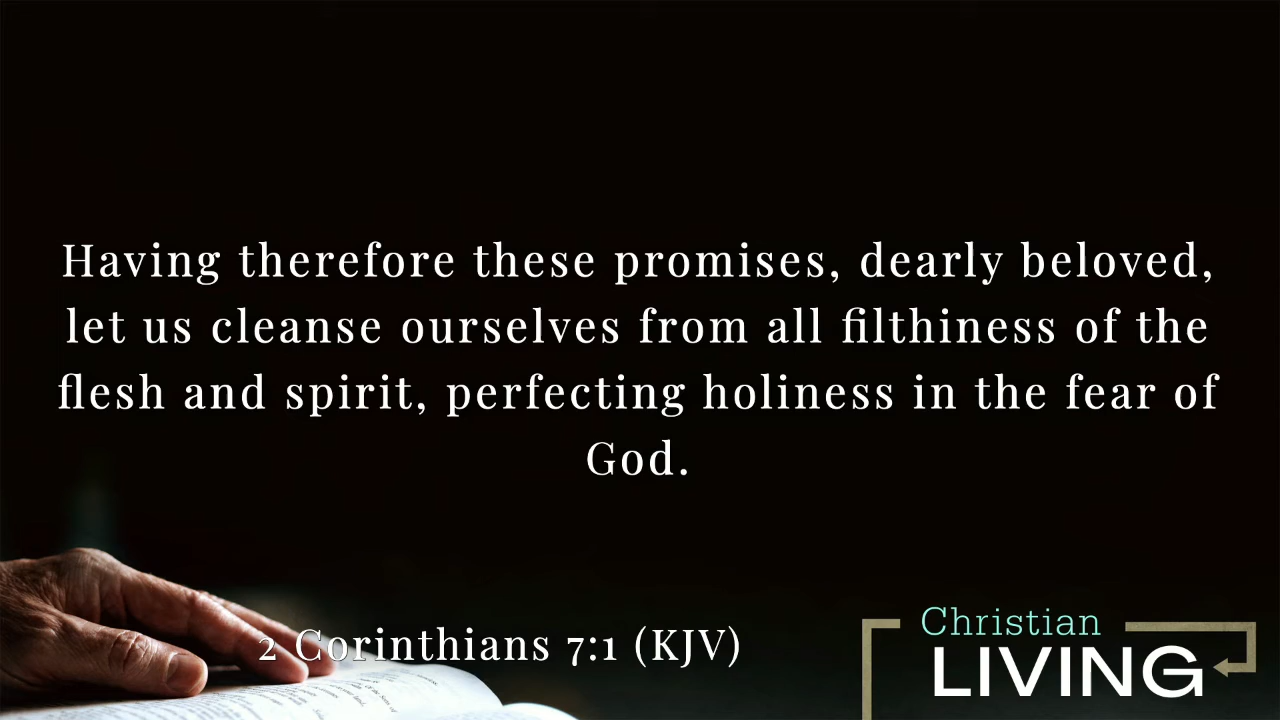 Having therefore these promises, dearly beloved,
let us cleanse ourselves from all filthiness of the
flesh and spirit, perfecting holiness in the fear of
God.
2 Corinthians 7:1 (KJV)
Christian
LIVING